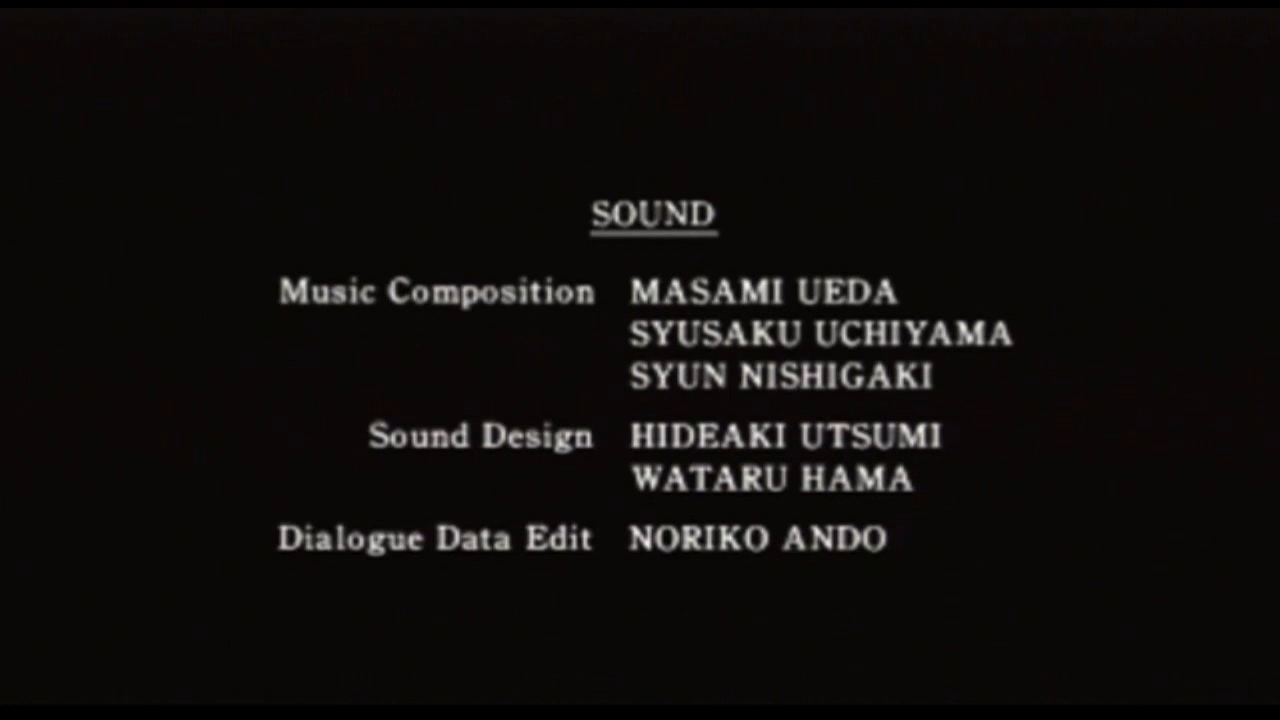 SOUND
Music Composition MASAMI UEDA
SYUSAKU UCHIYAMA
SYUN NISHIGAKI
Sound Design HIDEAKI UTSUMI
WATARU HAMA
Dialogue Data Edit NORIKO ANDO